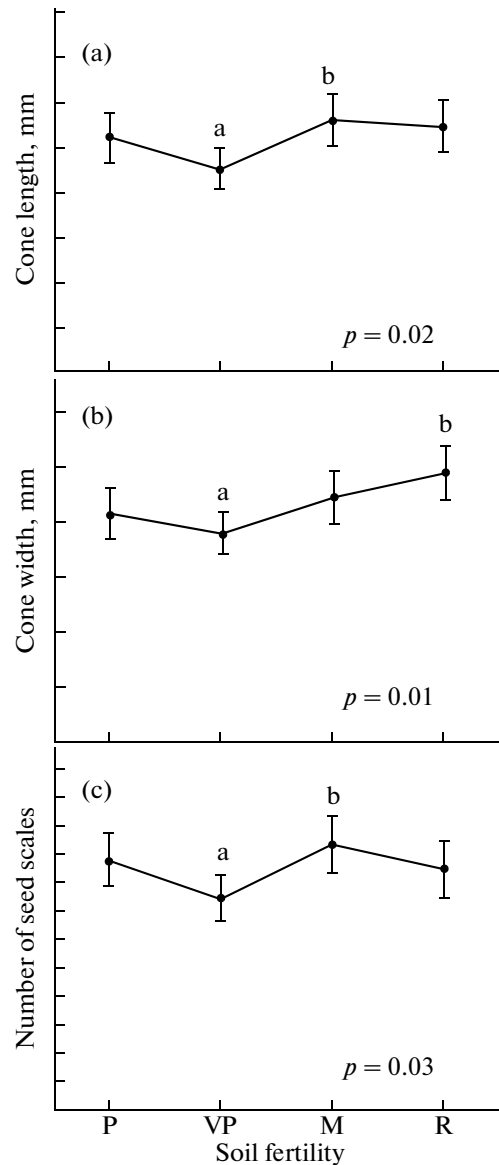 (a)
a
b
Cone length, mm
p = 0.02
(b)
a
b
Cone width, mm
p = 0.01
(c)
a
b
Number of seed scales
p = 0.03
P VP M R
Soil fertility